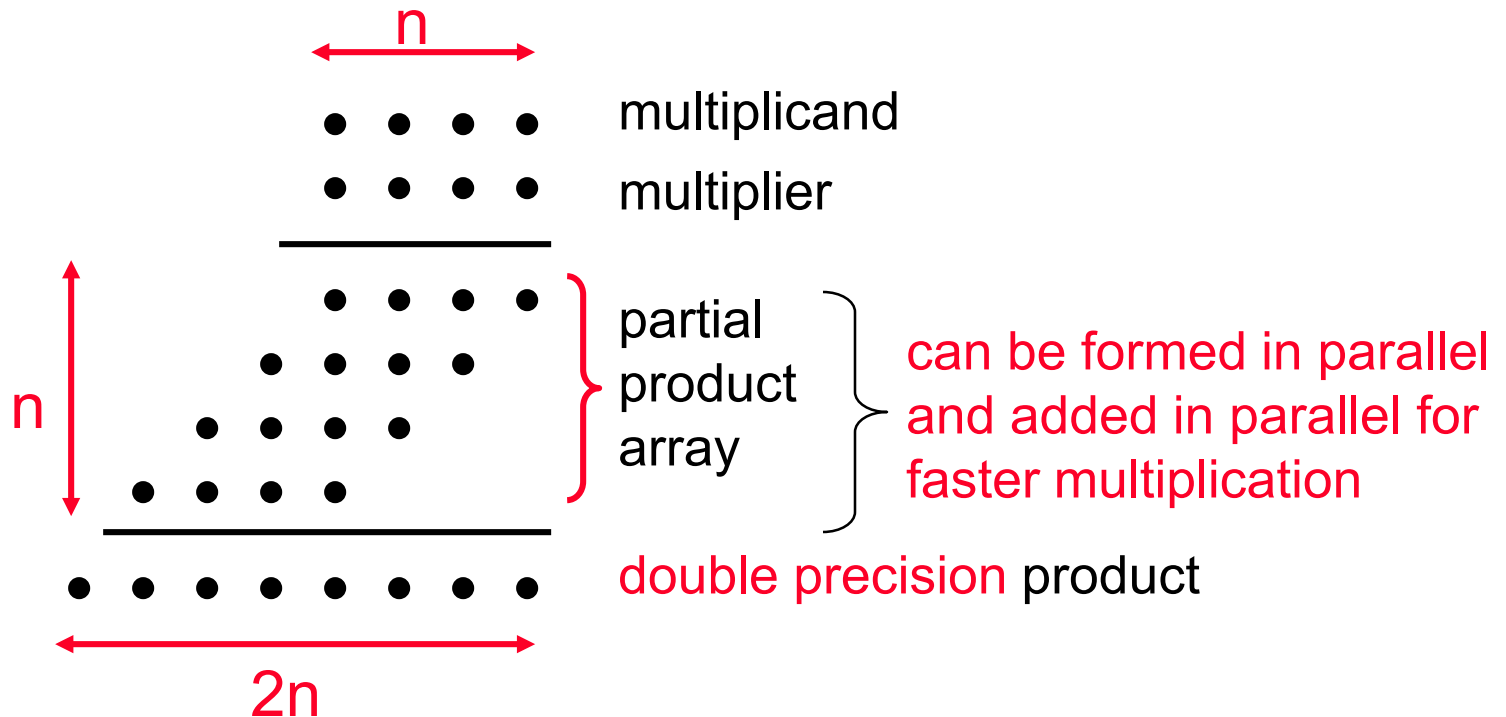 n
multiplicand
multiplier
n
partial
product
array
can be formed in parallel
and added in parallel for
faster multiplication
double precision product
2n